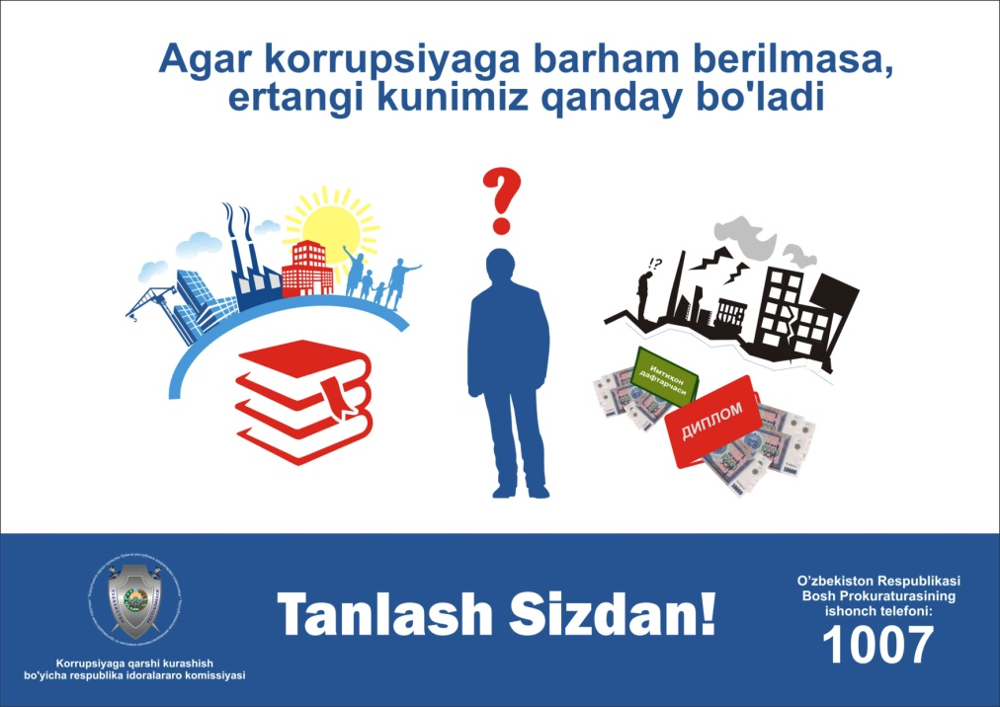 Agar korrupsiyaga barham berilmasa,
ertangi kunimiz qanday bo'ladi
?
!?
Имтиҳон
дафтарчаси
ДИПЛОМ
10000
Tanlash Sizdan!
Korrupsiyaga qarshi kurashish
bo'yicha respublika idoralararo komissiyasi
O'zbekiston Respublikasi
Bosh Prokuraturasining
ishonch telefoni:
1007